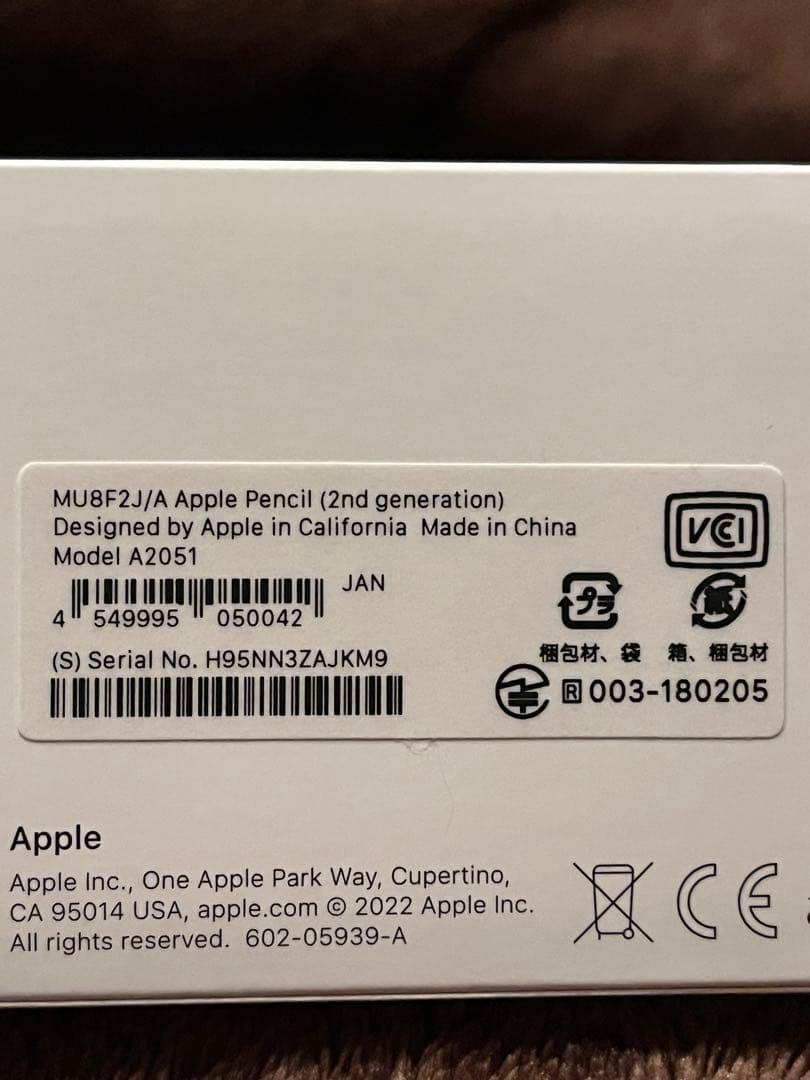 MU8F2J/A Apple Pencil (2nd generation)
Designed by Apple in California Made in China
Model A2051
JAN
4 549995 050042
(S) Serial No. H95NN3ZAJKM9
VCCI
プラ
紙
梱包材、袋
箱、梱包材
R 003-180205
Apple
Apple Inc., One Apple Park Way, Cupertino,
CA 95014 USA, apple.com © 2022 Apple Inc.
All rights reserved. 602-05939-A
CE